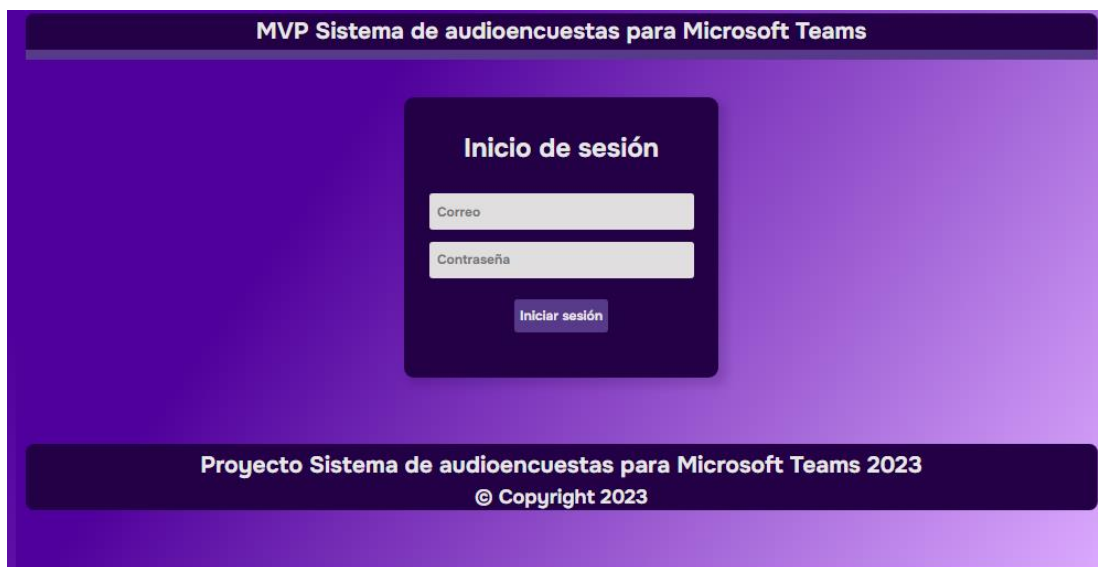 MVP Sistema de audioencuestas para Microsoft Teams
Inicio de sesión
Correo
Contraseña
Iniciar sesión
Proyecto Sistema de audioencuestas para Microsoft Teams 2023
© Copyright 2023